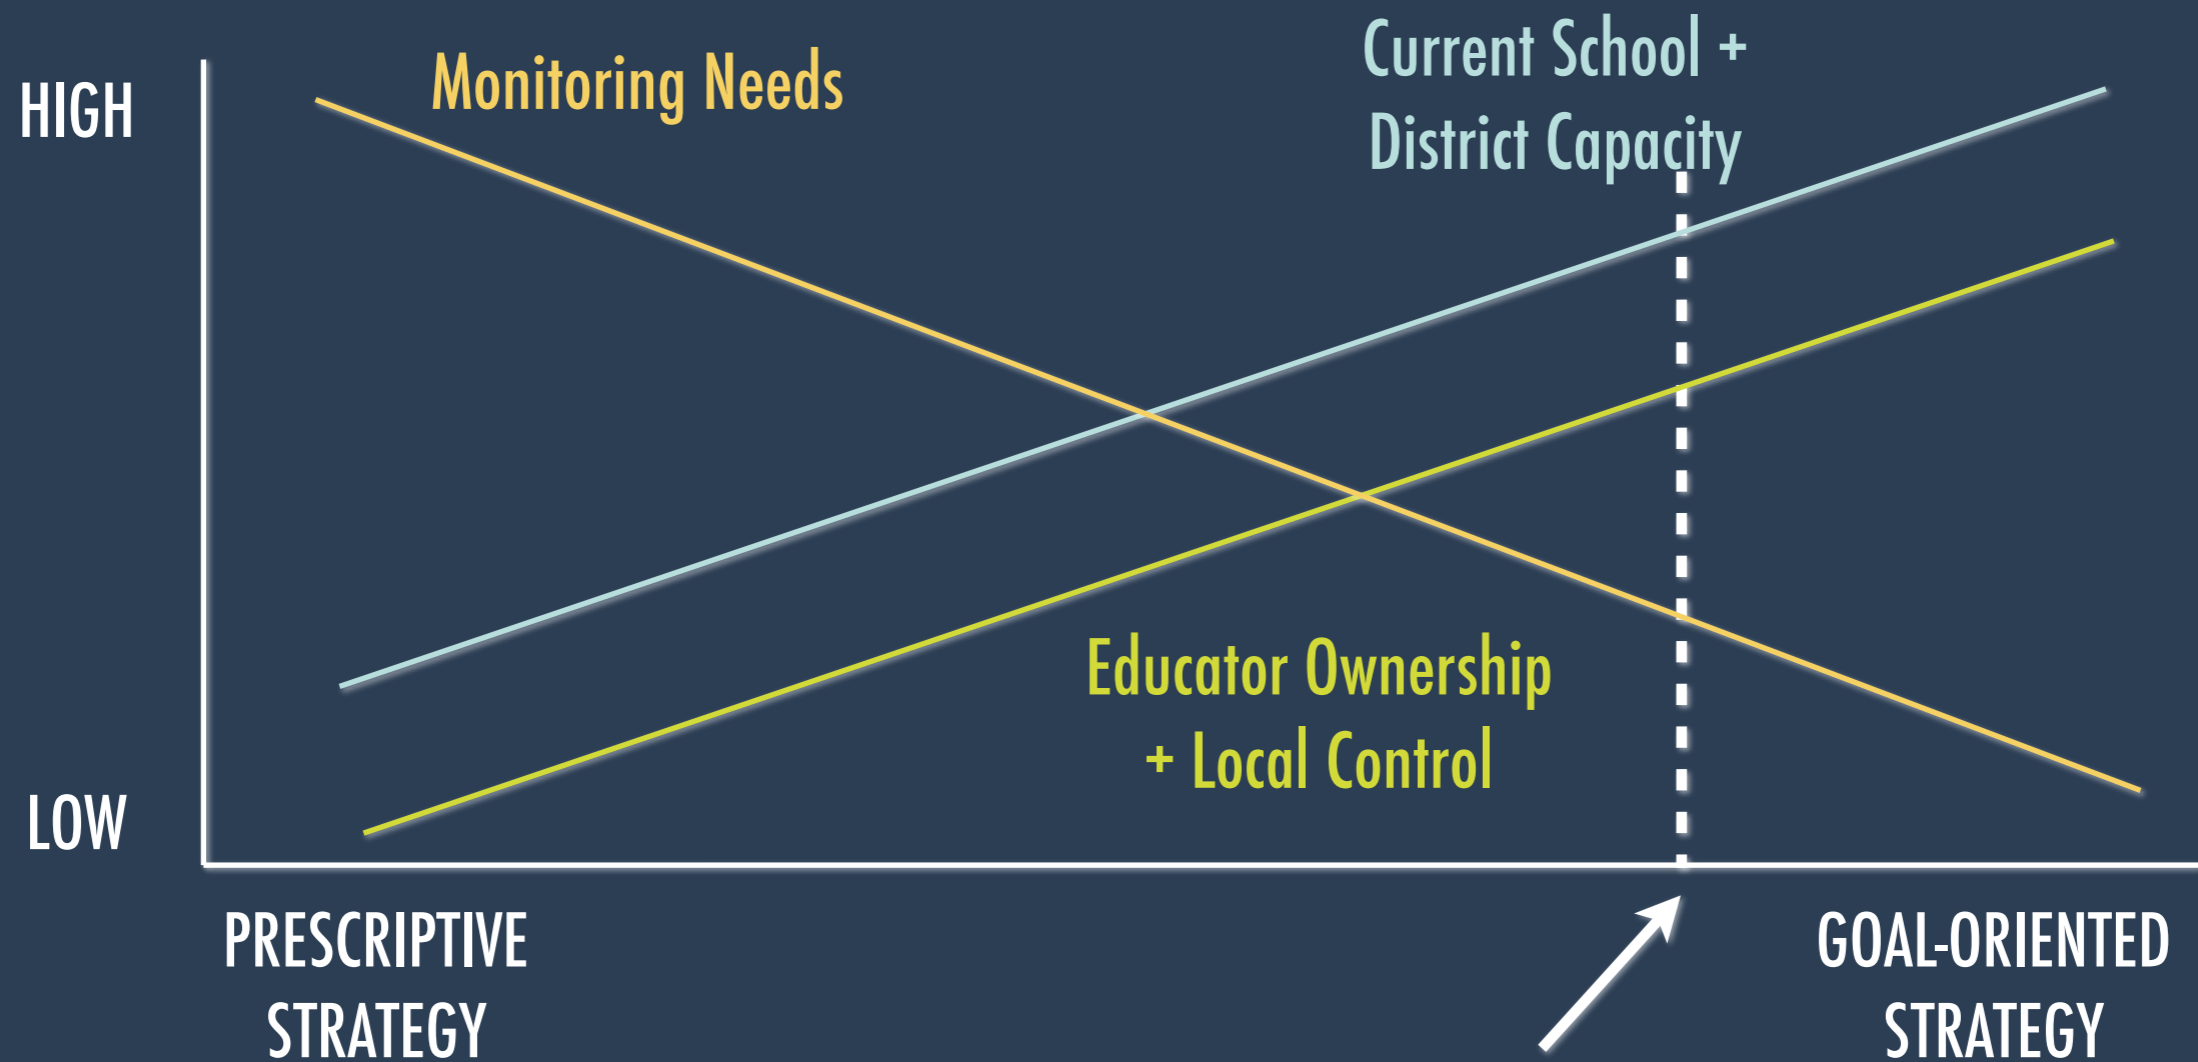 Current School +
District Capacity
Monitoring Needs
HIGH
Educator Ownership
+ Local Control
LOW
PRESCRIPTIVE
STRATEGY
GOAL-ORIENTED
STRATEGY